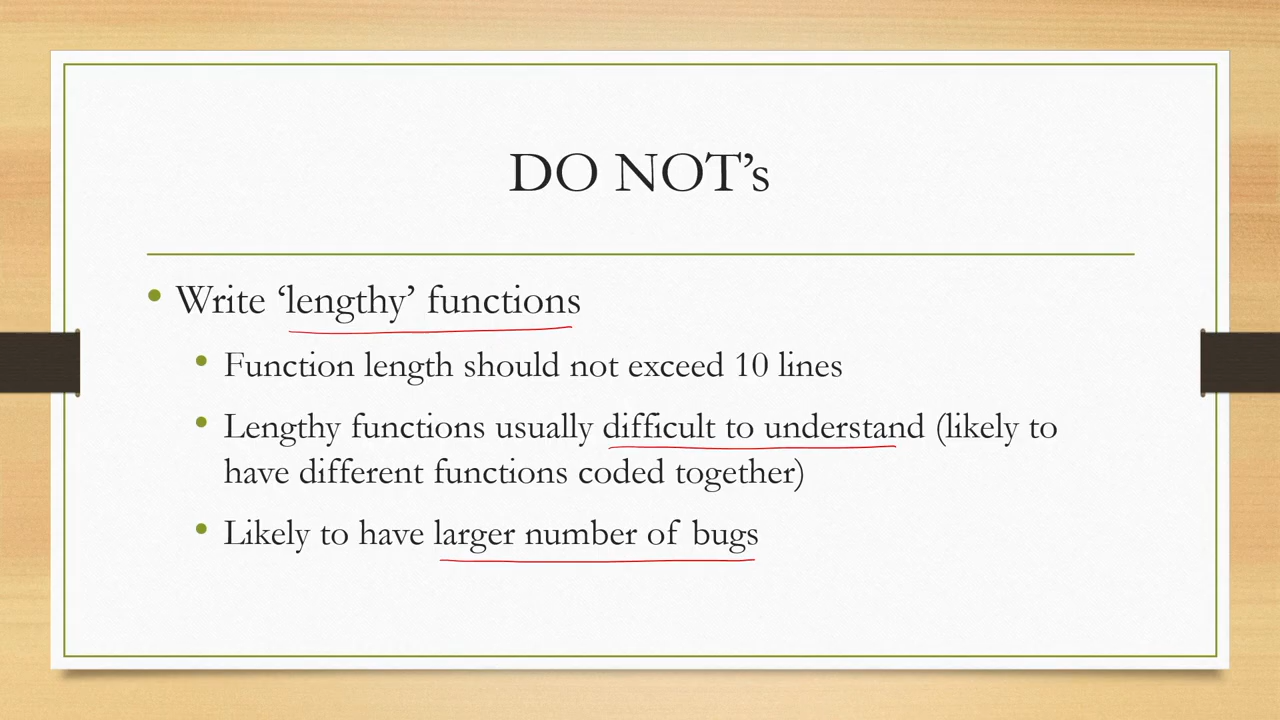 DO NOT’s
• Write ‘lengthy’ functions
• Function length should not exceed 10 lines
• Lengthy functions usually difficult to understand (likely to
have different functions coded together)
• Likely to have larger number of bugs